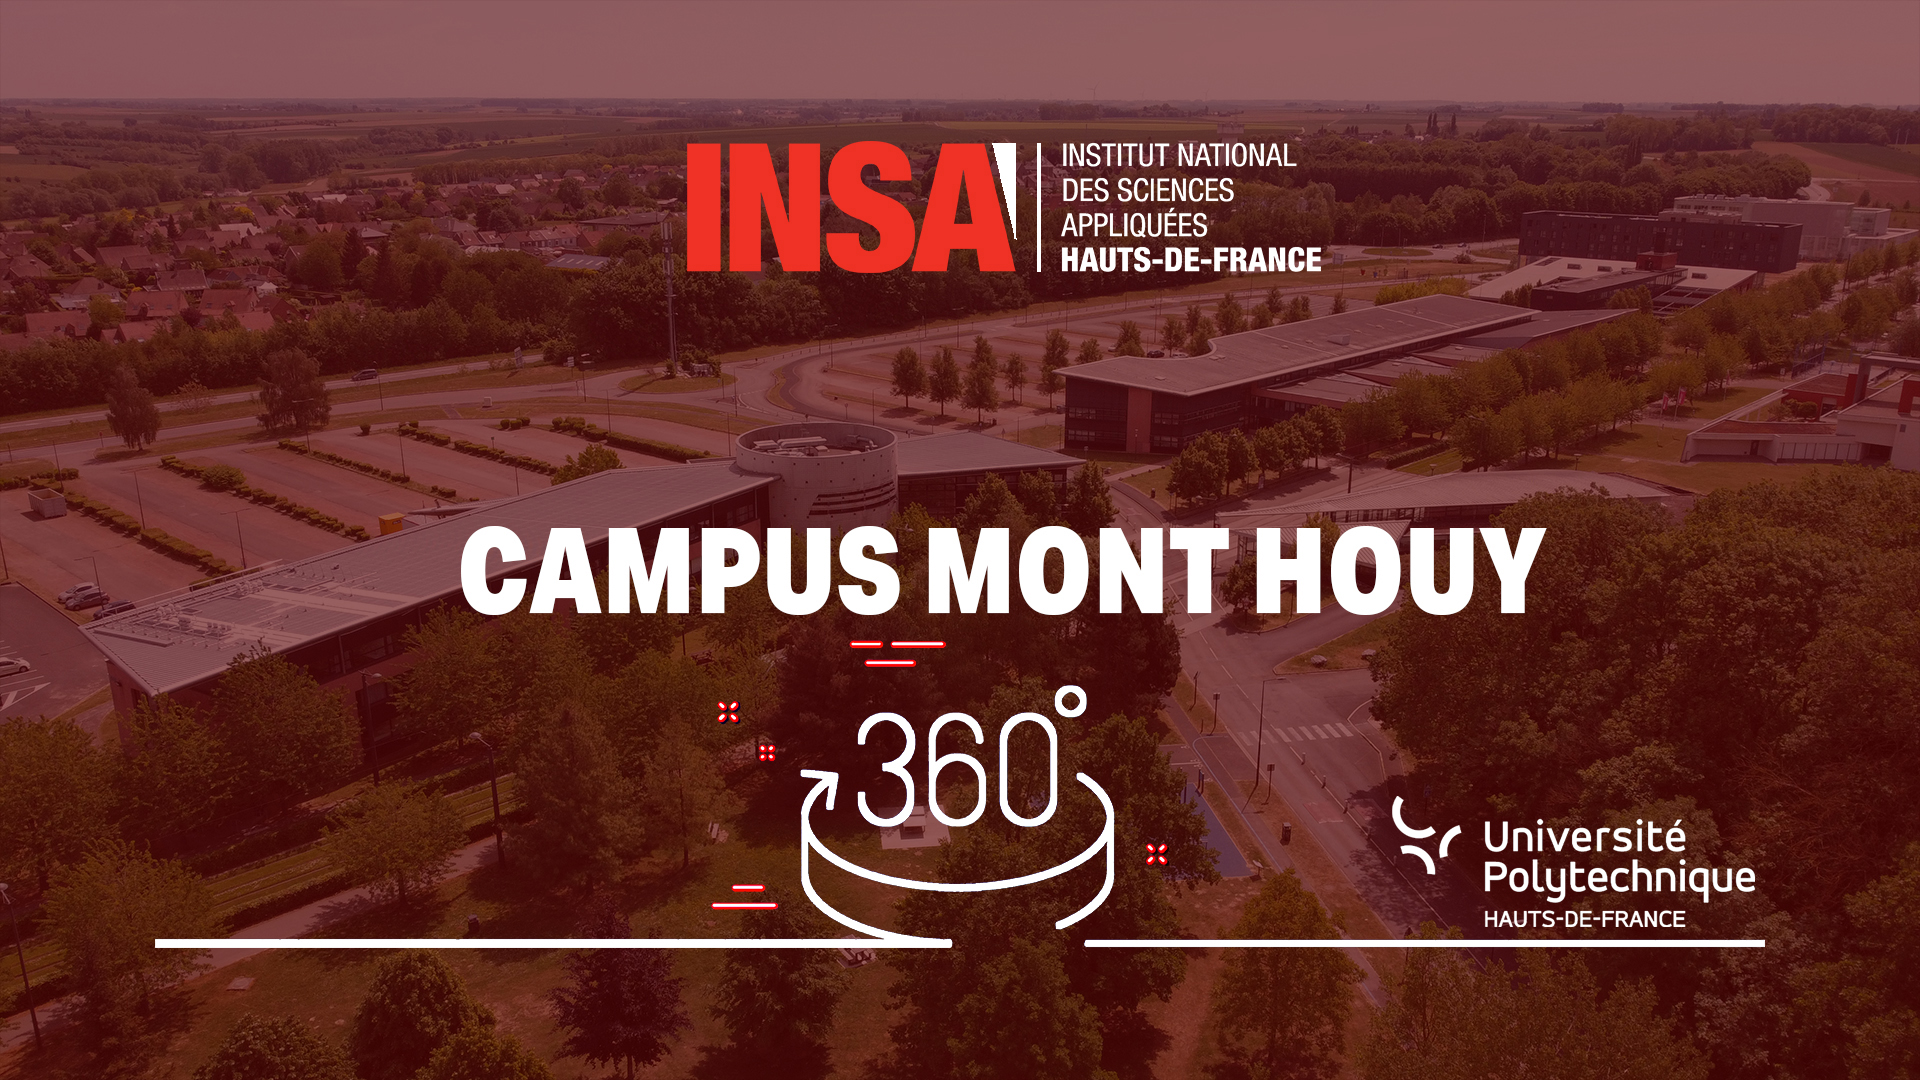 INSA
INSTITUT NATIONAL
DES SCIENCES
APPLIQUÉES
HAUTS-DE-FRANCE
CAMPUS MONT HOUY
360°
Université
Polytechnique
HAUTS-DE-FRANCE